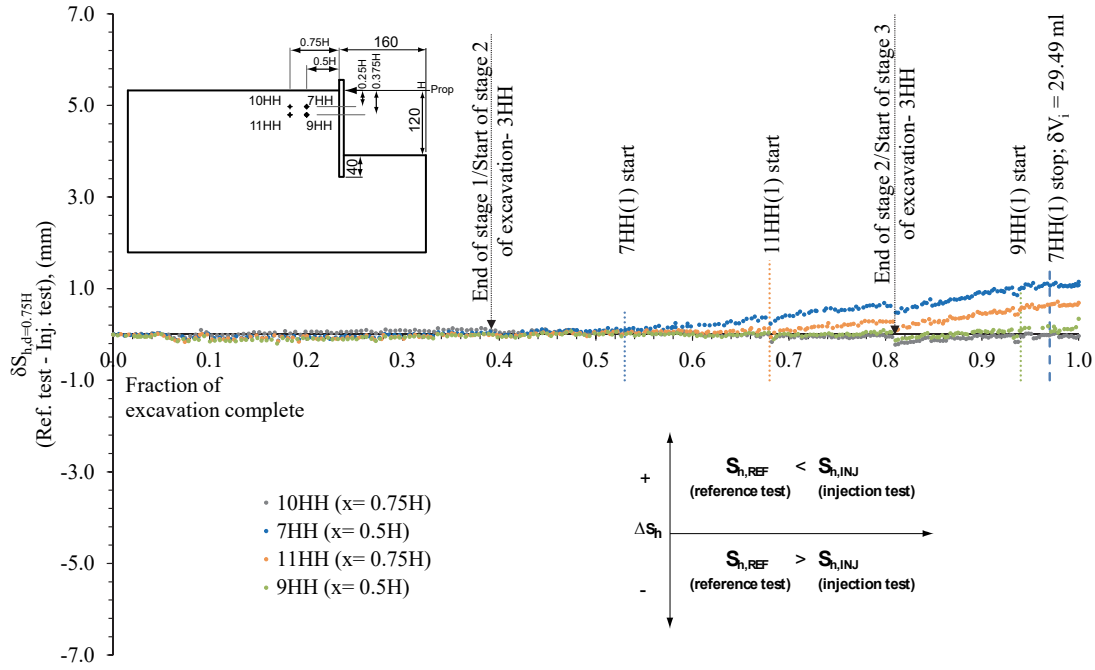 δS h,d=0.75H
(Ref. test - Inj. test), (mm)
7.0
5.0
3.0
1.0
-1.0
-3.0
-5.0
-7.0
0.0
0.1
0.2
0.3
0.4
0.5
0.6
0.7
0.8
0.9
1.0
Fraction of
excavation complete
0.75H
160
0.5H
0.25H
0.375H
H
Prop
10HH
7HH
11HH
9HH
120
40
End of stage 1/Start of stage 2
of excavation- 3HH
7HH(1) start
11HH(1) start
End of stage 2/Start of stage 3
of excavation- 3HH
9HH(1) start
7HH(1) stop; δVi = 29.49 ml
10HH (x= 0.75H)
7HH (x= 0.5H)
11HH (x= 0.75H)
9HH (x= 0.5H)
+
ΔSh
-
Sh,REF < Sh,INJ
(reference test) (injection test)
Sh,REF > Sh,INJ
(reference test) (injection test)